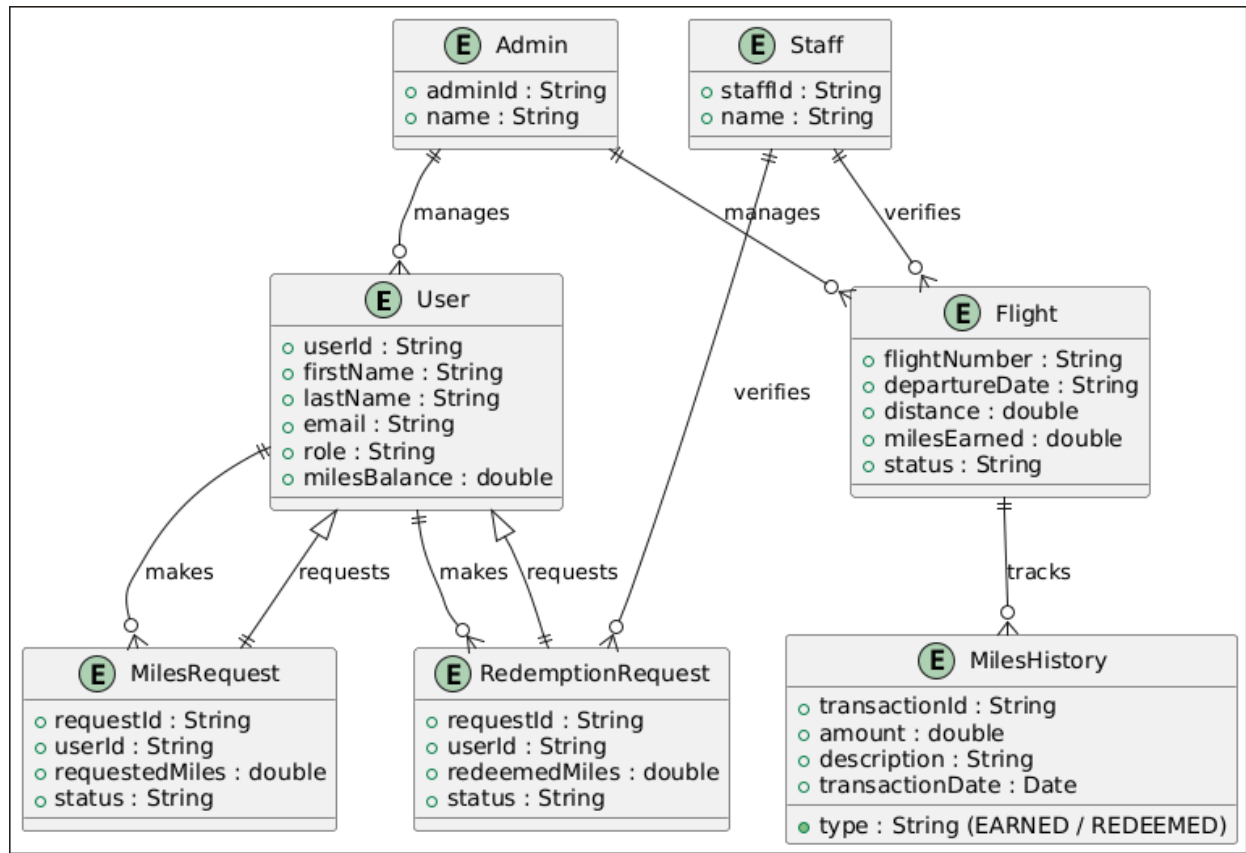 E Admin
adminId : String
name : String
E Staff
staffId : String
name : String
manages
manages
verifies
E User
userId : String
firstName : String
lastName : String
email : String
role : String
milesBalance : double
E Flight
flightNumber : String
departureDate : String
distance : double
milesEarned : double
status : String
verifies
makes
requests
makes
requests
tracks
E MilesRequest
requestId : String
userId : String
requestedMiles : double
status : String
E RedemptionRequest
requestId : String
userId : String
redeemedMiles : double
status : String
E MilesHistory
transactionId : String
amount : double
description : String
transactionDate : Date
type : String (EARNED / REDEEMED)